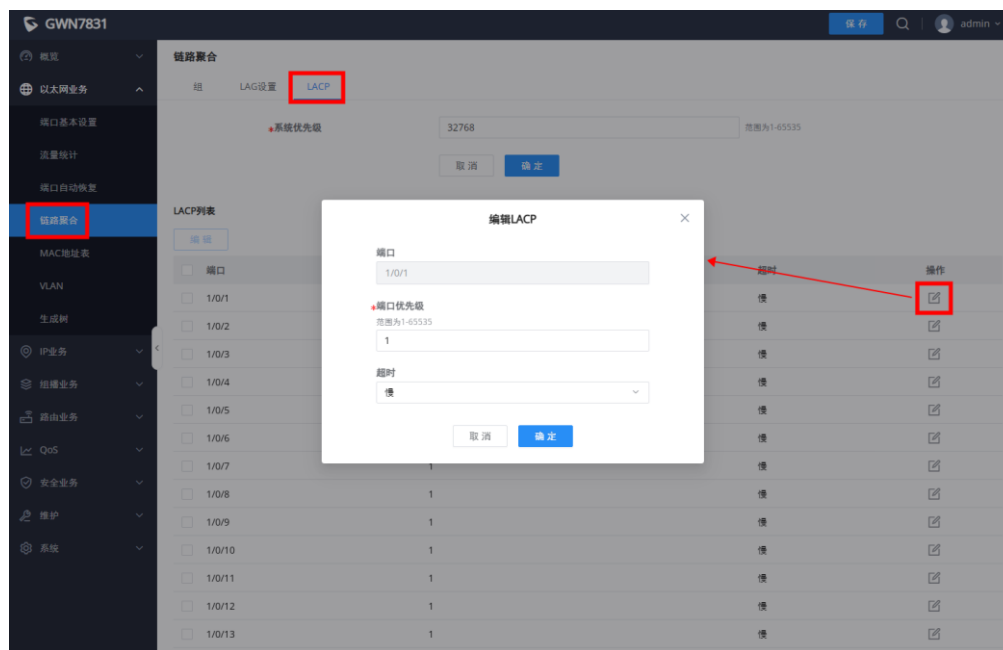 GWN7831
保存
admin
概览
以太网业务
端口基本设置
流量统计
端口自动恢复
链路聚合
MAC地址表
VLAN
生成树
IP业务
组播业务
路由业务
QoS
安全业务
维护
系统
链路聚合
组 LAG设置 LACP
*系统优先级 32768 范围为1-65535
取消 确定
LACP列表
编辑
端口 超时 操作
1/0/1 慢
1/0/2 慢
1/0/3 慢
1/0/4 慢
1/0/5 慢
1/0/6 慢
1/0/7 1 慢
1/0/8 1 慢
1/0/9 1 慢
1/0/10 1 慢
1/0/11 1 慢
1/0/12 1 慢
1/0/13 1 慢
编辑LACP
端口
1/0/1
*端口优先级
范围为1-65535
1
超时
慢
取消 确定